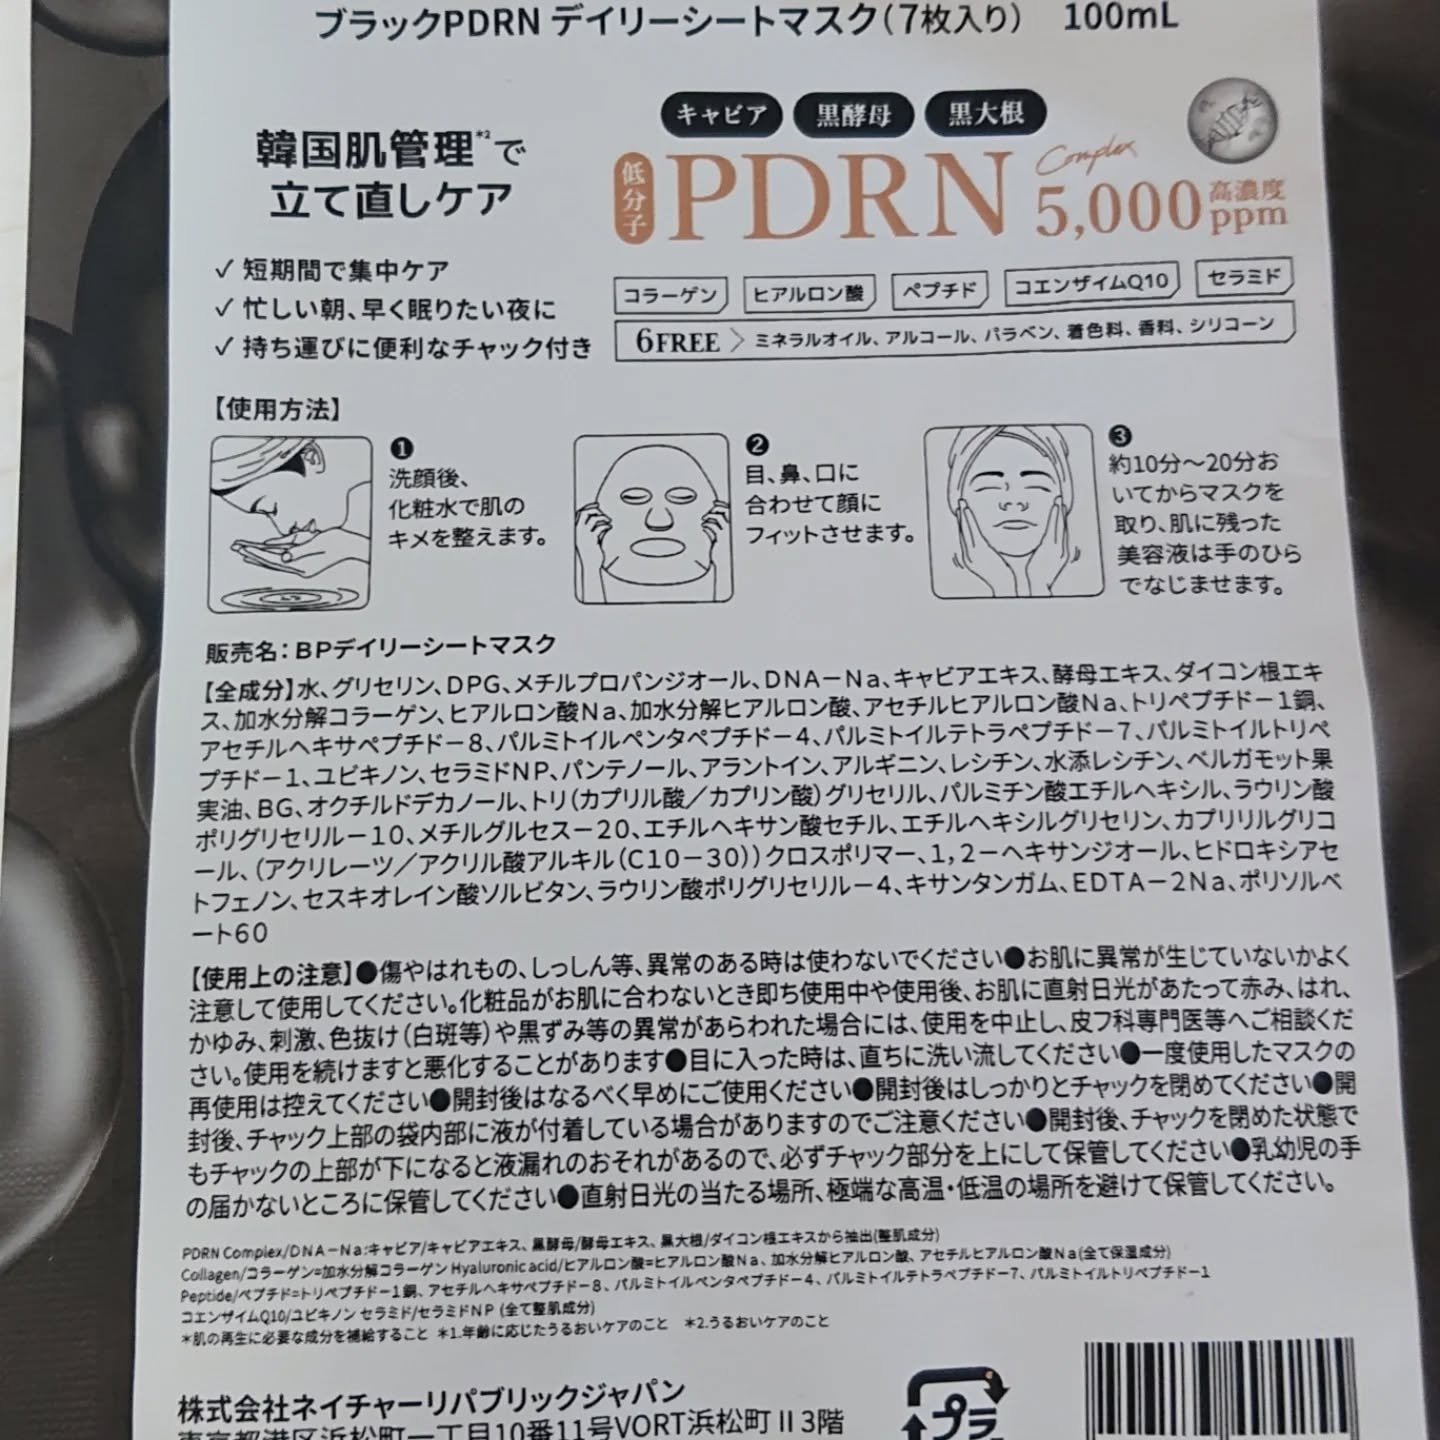 ブラックPDRN デイリーシートマスク(7枚入り) 100mL
韓国肌管理*2で
立て直しケア
✓ 短期間で集中ケア
✓ 忙しい朝、早く眠りたい夜に
✓ 持ち運びに便利なチャック付き
キャビア 黒酵母 黒大根
低分子 PDRN Complex 5,000 高濃度 ppm
コラーゲン ヒアルロン酸 ペプチド コエンザイムQ10 セラミド
6FREE > ミネラルオイル、アルコール、パラベン、着色料、香料、シリコーン
【使用方法】
❶
洗顔後、
化粧水で肌の
キメを整えます。
❷
目、鼻、口に
合わせて顔に
フィットさせます。
❸
約10分〜20分お
いてからマスクを
取り、肌に残った
美容液は手のひら
でなじませます。
販売名：BPデイリーシートマスク
【全成分】水、グリセリン、DPG、メチルプロパンジオール、DNA－Na、キャビアエキス、酵母エキス、ダイコン根エキ
ス、加水分解コラーゲン、ヒアルロン酸Na、加水分解ヒアルロン酸、アセチルヒアルロン酸Na、トリペプチド－1銅、
アセチルヘキサペプチド－8、パルミトイルペンタペプチド－4、パルミトイルテトラペプチド－7、パルミトイルトリペ
プチド－1、ユビキノン、セラミドNP、パンテノール、アラントイン、アルギニン、レシチン、水添レシチン、ベルガモット果
実油、BG、オクチルドデカノール、トリ(カプリル酸／カプリン酸)グリセリル、パルミチン酸エチルヘキシル、ラウリン酸
ポリグリセリル－10、メチルグルセス－20、エチルヘキサン酸セチル、エチルヘキシルグリセリン、カプリリルグリコ
ール、(アクリレーツ／アクリル酸アルキル(C10－30))クロスポリマー、1,2－ヘキサンジオール、ヒドロキシアセ
トフェノン、セスキオレイン酸ソルビタン、ラウリン酸ポリグリセリル－4、キサンタンガム、EDTA－2Na、ポリソルベ
ート60
【使用上の注意】●傷やはれもの、しっしん等、異常のある時は使わないでください●お肌に異常が生じていないかよく
注意して使用してください。化粧品がお肌に合わないとき即ち使用中や使用後、お肌に直射日光があたって赤み、はれ、
かゆみ、刺激、色抜け(白斑等)や黒ずみ等の異常があらわれた場合には、使用を中止し、皮フ科専門医等へご相談くだ
さい。使用を続けますと悪化することがあります●目に入った時は、直ちに洗い流してください●一度使用したマスクの
再使用は控えてください●開封後はなるべく早めにご使用ください●開封後はしっかりとチャックを閉めてください●開
封後、チャック上部の袋内部に液が付着している場合がありますのでご注意ください●開封後、チャックを閉めた状態で
もチャックの上部が下になると液漏れのおそれがあるので、必ずチャック部分を上にして保管してください●乳幼児の手
の届かないところに保管してください●直射日光の当たる場所、極端な高温・低温の場所を避けて保管してください。
PDRN Complex/DNA－Na:キャビア/キャビアエキス、黒酵母/酵母エキス、黒大根/ダイコン根エキスから抽出(整肌成分)
Collagen/コラーゲン=加水分解コラーゲン Hyaluronic acid/ヒアルロン酸=ヒアルロン酸Na、加水分解ヒアルロン酸、アセチルヒアルロン酸Na(全て保湿成分)
Peptide/ペプチド=トリペプチド－1銅、アセチルヘキサペプチド－8、パルミトイルペンタペプチド－4、パルミトイルテトラペプチド－7、パルミトイルトリペプチド－1
コエンザイムQ10/ユビキノン セラミド/セラミドNP (全て整肌成分)
*肌の再生に必要な成分を補給すること *1.年齢に応じたうるおいケアのこと *2.うるおいケアのこと
株式会社ネイチャーリパブリックジャパン
東京都港区浜松町一丁目10番11号VORT浜松町Ⅱ3階
プラ